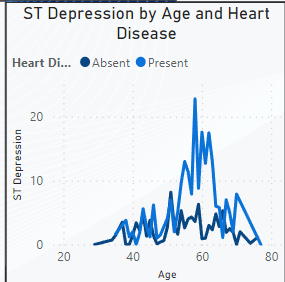 ST Depression by Age and Heart
Disease
Heart Di... Absent Present
ST Depression
20
10
0
20 40 60 80
Age